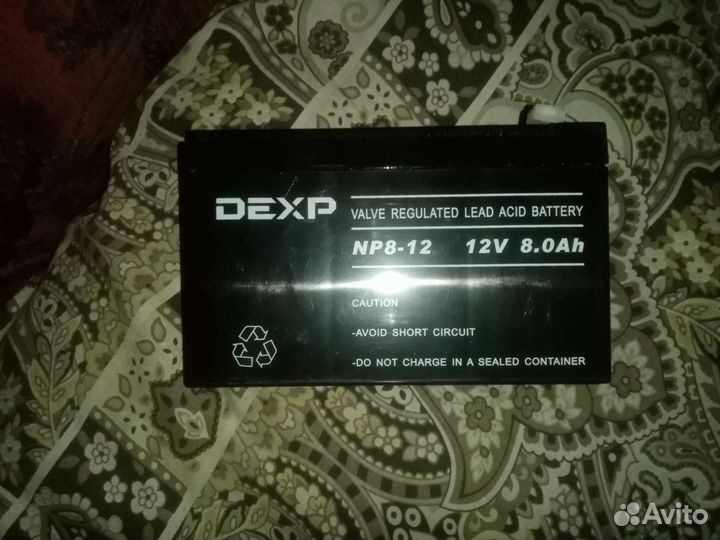 DEXP
VALVE REGULATED LEAD ACID BATTERY
NP8-12 12V 8.0Ah
CAUTION
-AVOID SHORT CIRCUIT
-DO NOT CHARGE IN A SEALED CONTAINER
Avito